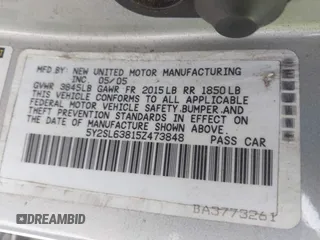 MFD BY NEW UNITED MOTOR MANUFACTURING
INC. 05/05
GVWR 3845LB GAWR FR 2015LB RR 1850LB
THIS VEHICLE CONFORMS TO ALL APPLICABLE
FEDERAL MOTOR VEHICLE SAFETY,BUMPER,AND
THEFT PREVENTION STANDARDS IN EFFECT ON
THE DATE OF MANUFACTURE SHOWN ABOVE.
5Y2SL63815Z473848 PASS CAR
BA3773261
DREAMBID